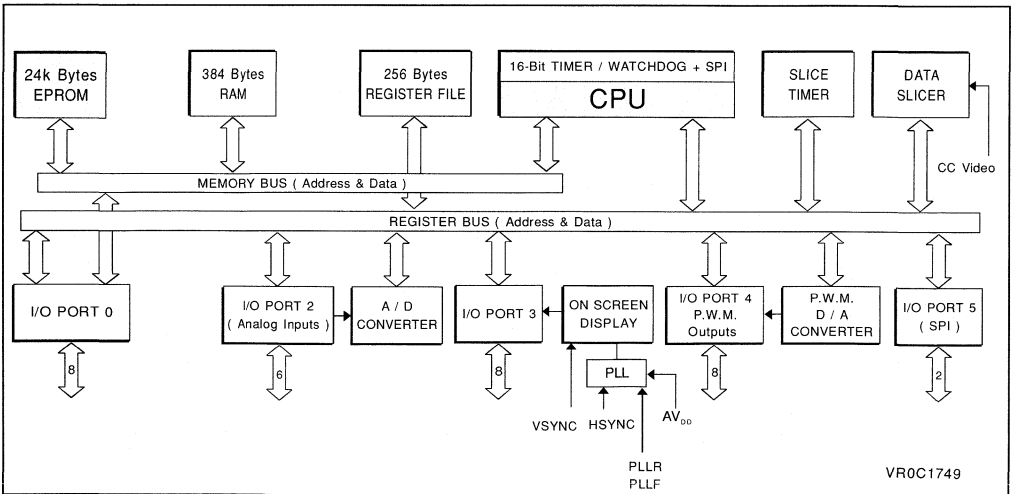 24k Bytes
EPROM
384 Bytes
RAM
256 Bytes
REGISTER FILE
16-Bit TIMER / WATCHDOG + SPI
CPU
SLICE
TIMER
DATA
SLICER
CC Video
MEMORY BUS ( Address & Data )
REGISTER BUS ( Address & Data )
I/O PORT 0
I/O PORT 2
( Analog Inputs )
A / D
CONVERTER
I/O PORT 3
ON SCREEN
DISPLAY
I/O PORT 4
P.W.M.
Outputs
P.W.M.
D / A
CONVERTER
I/O PORT 5
( SPI )
PLL
8
6
8
8
2
VSYNC
HSYNC
AVDD
PLLR
PLLF
VR0C1749